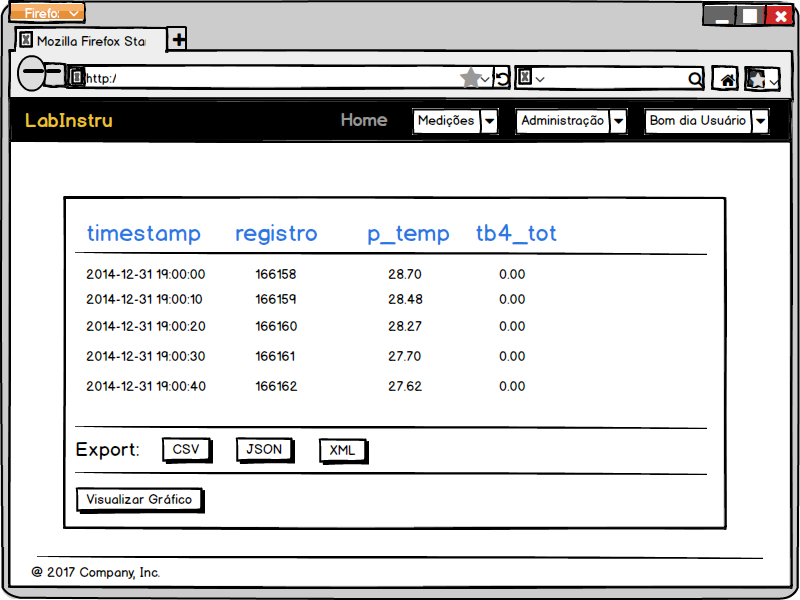 Firefo:
Mozilla Firefox Star
http:/
LabInstru Home Medições Administração Bom dia Usuário
timestamp registro p_temp tb4_tot
2014-12-31 19:00:00 166158 28.70 0.00
2014-12-31 19:00:10 166159 28.48 0.00
2014-12-31 19:00:20 166160 28.27 0.00
2014-12-31 19:00:30 166161 27.70 0.00
2014-12-31 19:00:40 166162 27.62 0.00
Export: CSV JSON XML
Visualizar Gráfico
@ 2017 Company, Inc.